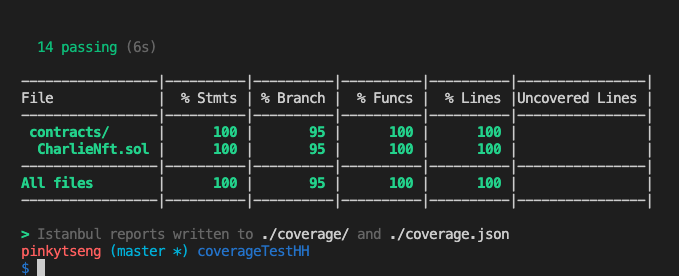 14 passing (6s)
File | % Stmts | % Branch | % Funcs | % Lines |Uncovered Lines |
contracts/ | 100 | 95 | 100 | 100 | |
CharlieNft.sol | 100 | 95 | 100 | 100 | |
All files | 100 | 95 | 100 | 100 | |
> Istanbul reports written to ./coverage/ and ./coverage.json
pinkytseng (master *) coverageTestHH
$